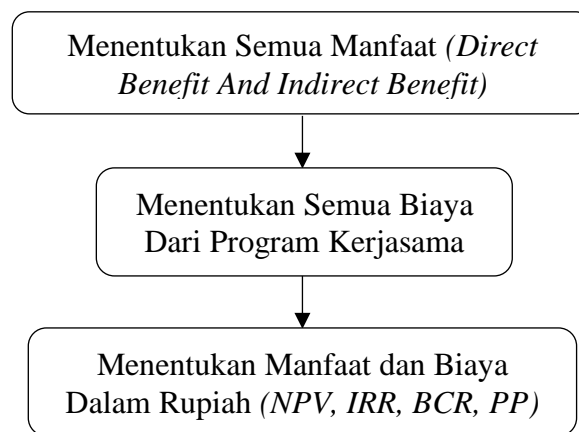 Menentukan Semua Manfaat (Direct
Benefit And Indirect Benefit)
Menentukan Semua Biaya
Dari Program Kerjasama
Menentukan Manfaat dan Biaya
Dalam Rupiah (NPV, IRR, BCR, PP)